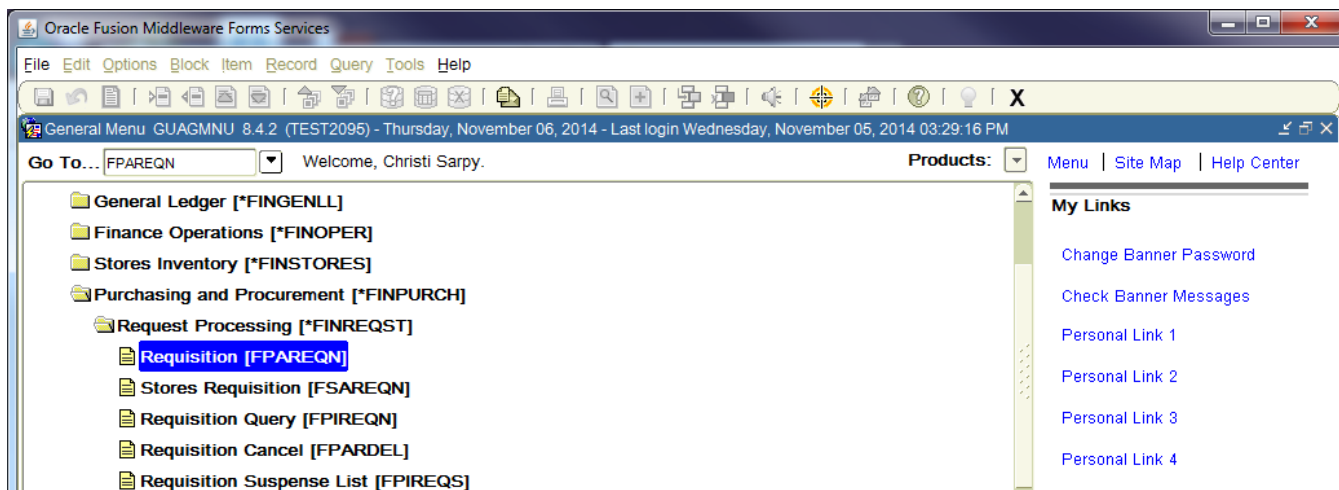 Oracle Fusion Middleware Forms Services
File Edit Options Block Item Record Query Tools Help
General Menu GUAGMNU 8.4.2 (TEST2095) - Thursday, November 06, 2014 - Last login Wednesday, November 05, 2014 03:29:16 PM
Go To... FPAREQN Welcome, Christi Sarpy. Products: Menu | Site Map | Help Center
General Ledger [*FINGENLL]
Finance Operations [*FINOPER]
Stores Inventory [*FINSTORES]
Purchasing and Procurement [*FINPURCH]
Request Processing [*FINREQST]
Requisition [FPAREQN]
Stores Requisition [FSAREQN]
Requisition Query [FPIREQN]
Requisition Cancel [FPARDEL]
Requisition Suspense List [FPIREQS]
My Links
Change Banner Password
Check Banner Messages
Personal Link 1
Personal Link 2
Personal Link 3
Personal Link 4